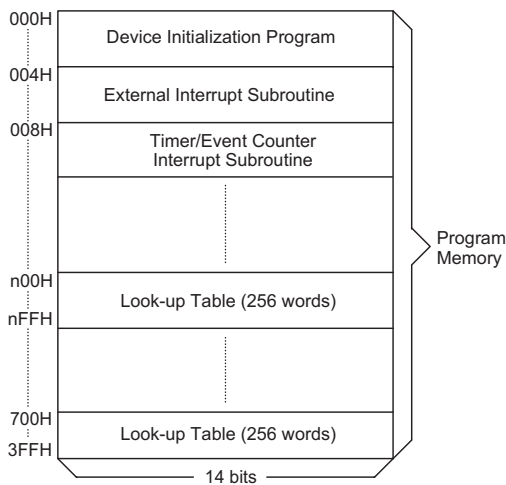 000H
Device Initialization Program
004H
External Interrupt Subroutine
008H
Timer/Event Counter
Interrupt Subroutine
Program
Memory
n00H
Look-up Table (256 words)
nFFH
700H
Look-up Table (256 words)
3FFH
14 bits